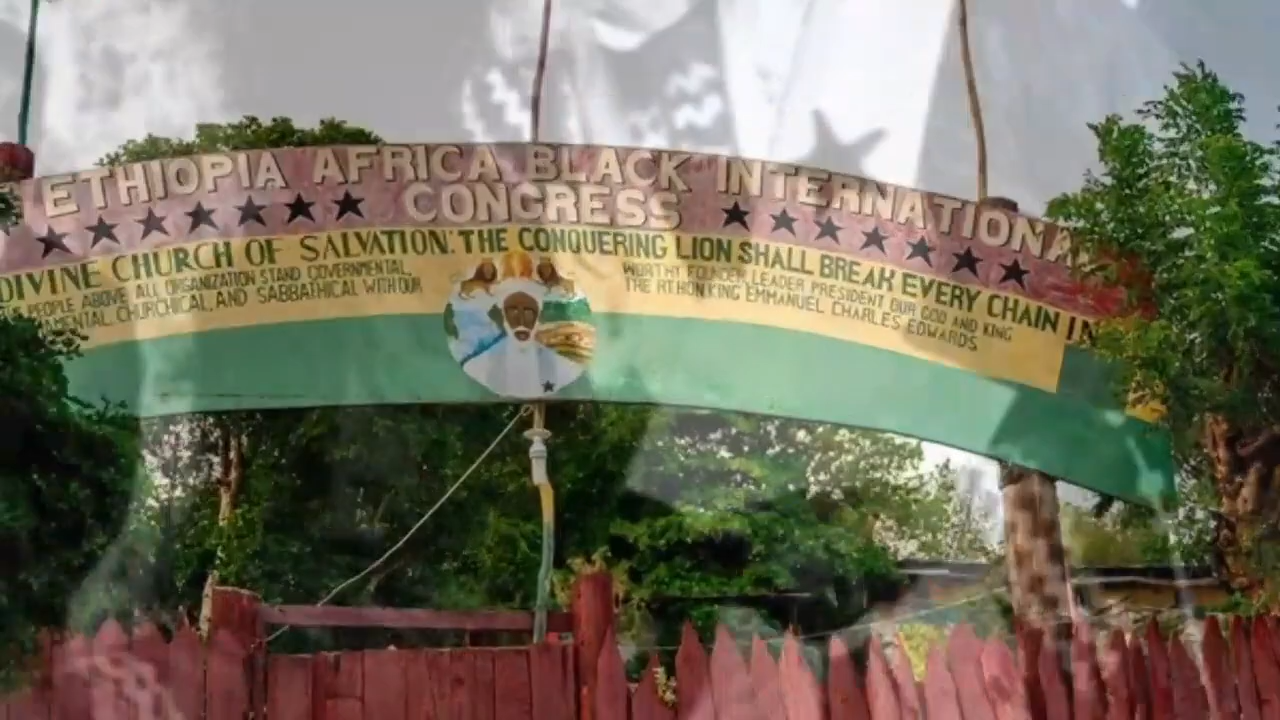 ETHIOPIA AFRICA BLACK INTERNATIONAL
CONGRESS
DIVINE CHURCH OF SALVATION. THE CONQUERING LION SHALL BREAK EVERY CHAIN IN
PEOPLE ABOVE ALL ORGANIZATION STAND GOVERNMENTAL,
CHURCHICAL, AND SABBATHICAL WITH OUR
WORTHY FOUNDER LEADER PRESIDENT OUR GOD AND KING
THE RT HON KING EMMANUEL CHARLES EDWARDS